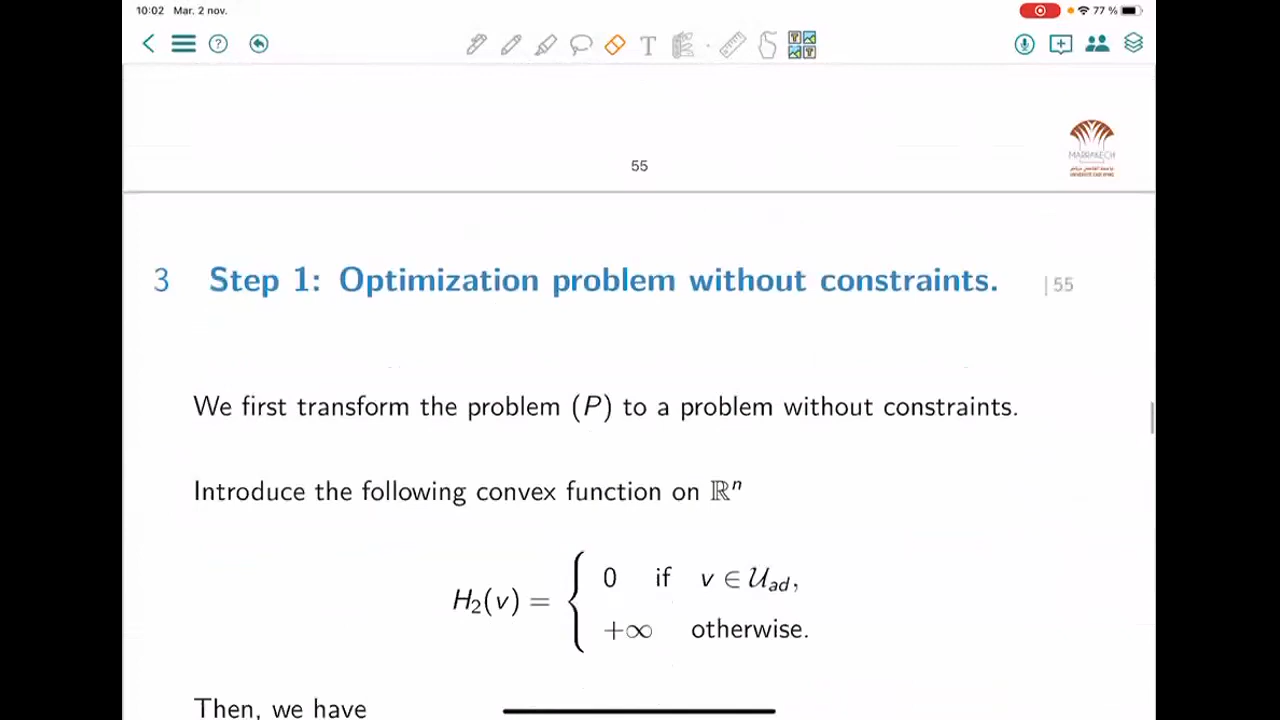 10:02 Mar. 2 nov. 77 %
55
MARRAKECH
3 Step 1: Optimization problem without constraints. | 55
We first transform the problem (P) to a problem without constraints.
Introduce the following convex function on ℝⁿ
H₂(v) = { 0 if v ∈ 𝒰ad,
+∞ otherwise.
Then, we have